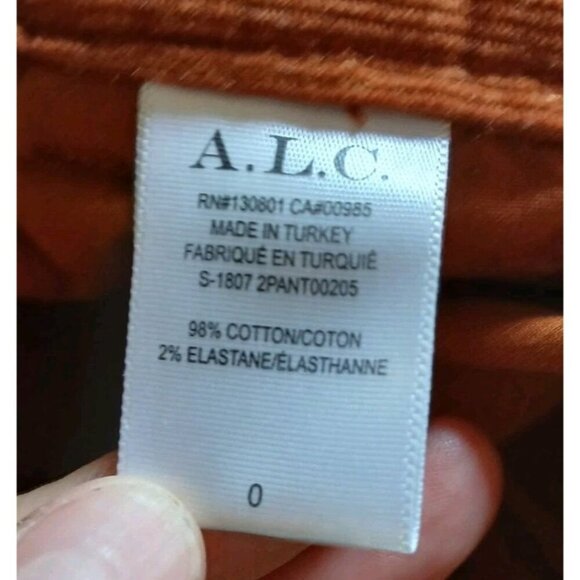 A.L.C.
RN#130801 CA#00985
MADE IN TURKEY
FABRIQUÉ EN TURQUIÉ
S-1807 2PANT00205
98% COTTON/COTON
2% ELASTANE/ÉLASTHANNE
0